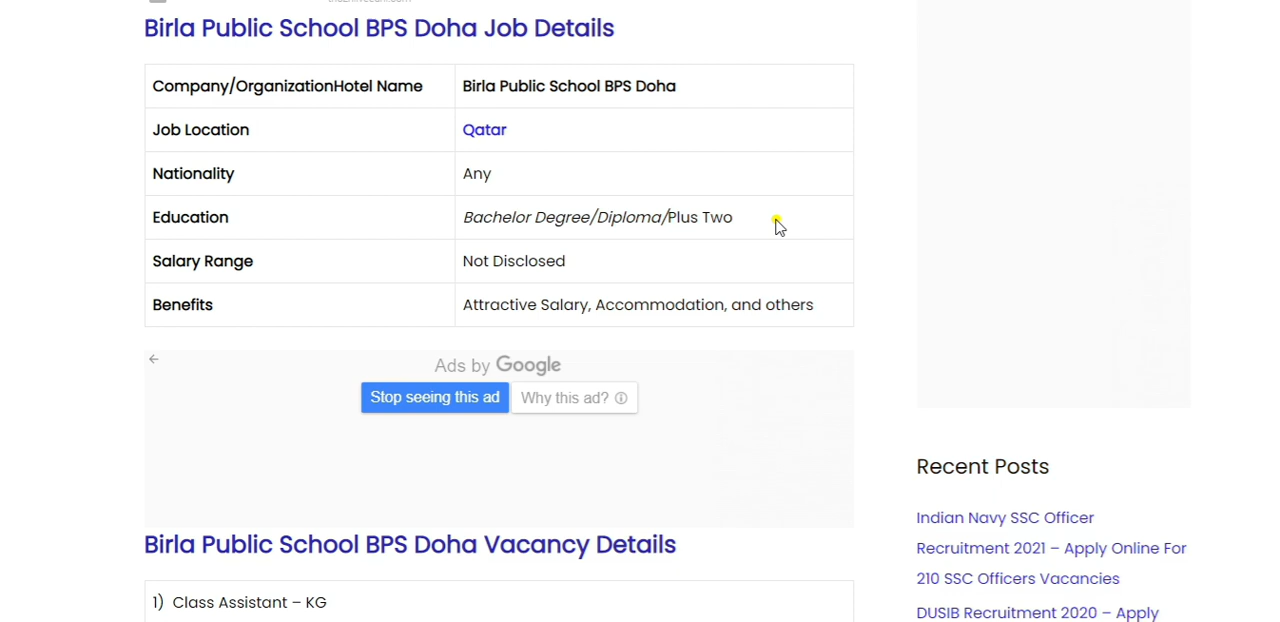 Birla Public School BPS Doha Job Details
Company/OrganizationHotel Name Birla Public School BPS Doha
Job Location Qatar
Nationality Any
Education Bachelor Degree/Diploma/Plus Two
Salary Range Not Disclosed
Benefits Attractive Salary, Accommodation, and others
Ads by Google
Stop seeing this ad Why this ad?
Birla Public School BPS Doha Vacancy Details
1) Class Assistant – KG
Recent Posts
Indian Navy SSC Officer
Recruitment 2021 – Apply Online For
210 SSC Officers Vacancies
DUSIB Recruitment 2020 – Apply